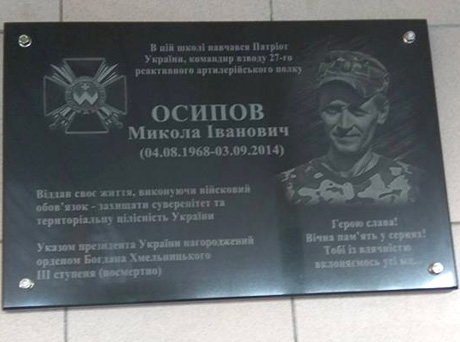 В цій школі навчався Патріот
України, командир взводу 27-го
реактивного артилерійського полку
ОСИПОВ
Микола Іванович
(04.08.1968-03.09.2014)
Віддав своє життя, виконуючи військовий
обов'язок - захищати суверенітет та
територіальну цілісність України
Указом президента України нагороджений
орденом Богдана Хмельницького
III ступеня (посмертно)
Герою слава!
Вічна пам'ять у серцях!
Тобі із вдячністю
вклоняємось усі ми.